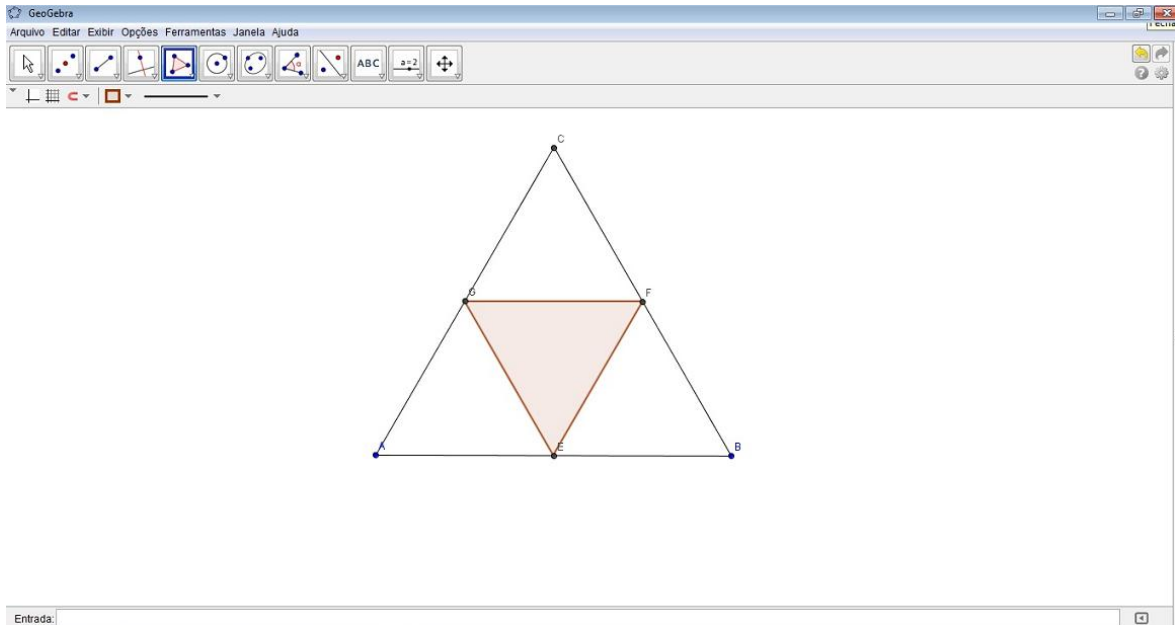 GeoGebra
Arquivo Editar Exibir Opções Ferramentas Janela Ajuda
ABC a=2
C
G F
A E B
Entrada: